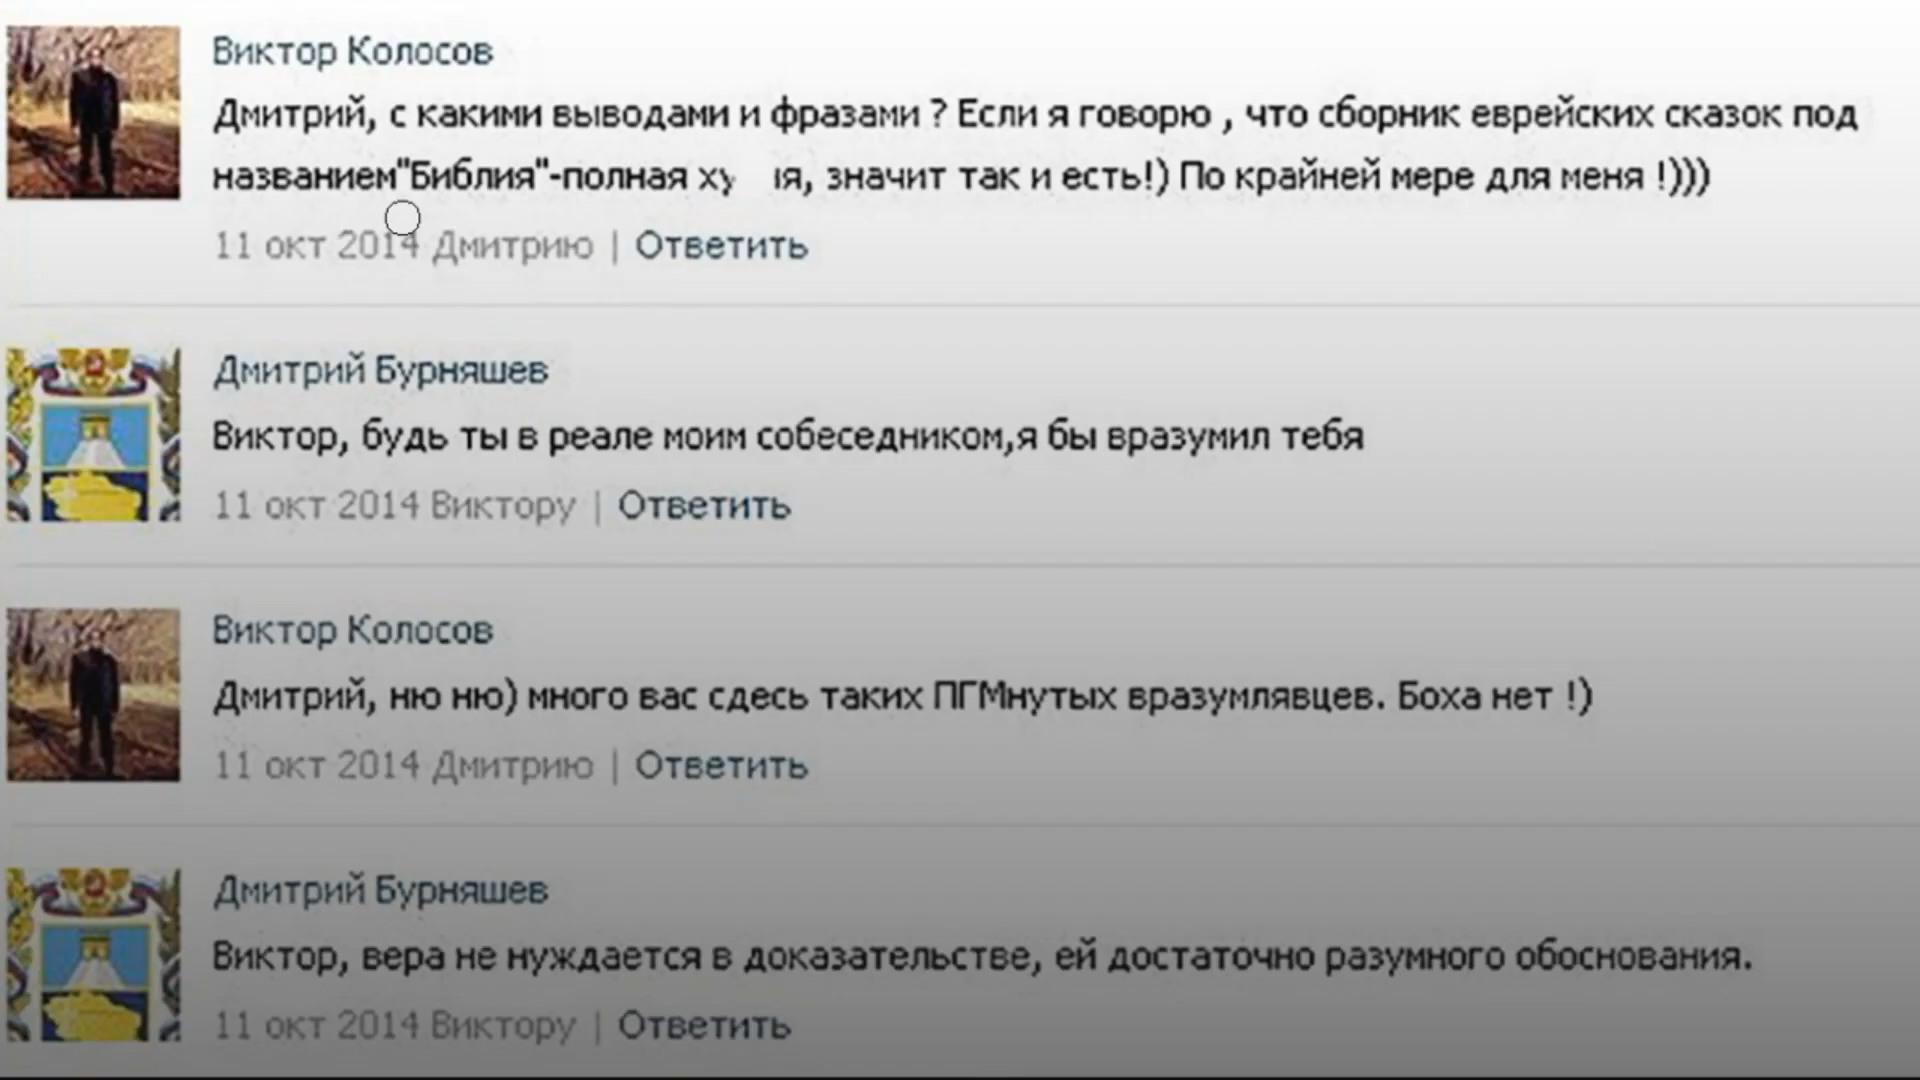 Виктор Колосов
Дмитрий, с какими выводами и фразами ? Если я говорю , что сборник еврейских сказок под
названием"Библия"-полная ху ія, значит так и есть!) По крайней мере для меня !)))
11 окт 2014 Дмитрию | Ответить
Дмитрий Бурняшев
Виктор, будь ты в реале моим собеседником,я бы вразумил тебя
11 окт 2014 Виктору | Ответить
Виктор Колосов
Дмитрий, ню ню) много вас сдесь таких ПГМнутых вразумлявцев. Боха нет !)
11 окт 2014 Дмитрию | Ответить
Дмитрий Бурняшев
Виктор, вера не нуждается в доказательстве, ей достаточно разумного обоснования.
11 окт 2014 Виктору | Ответить